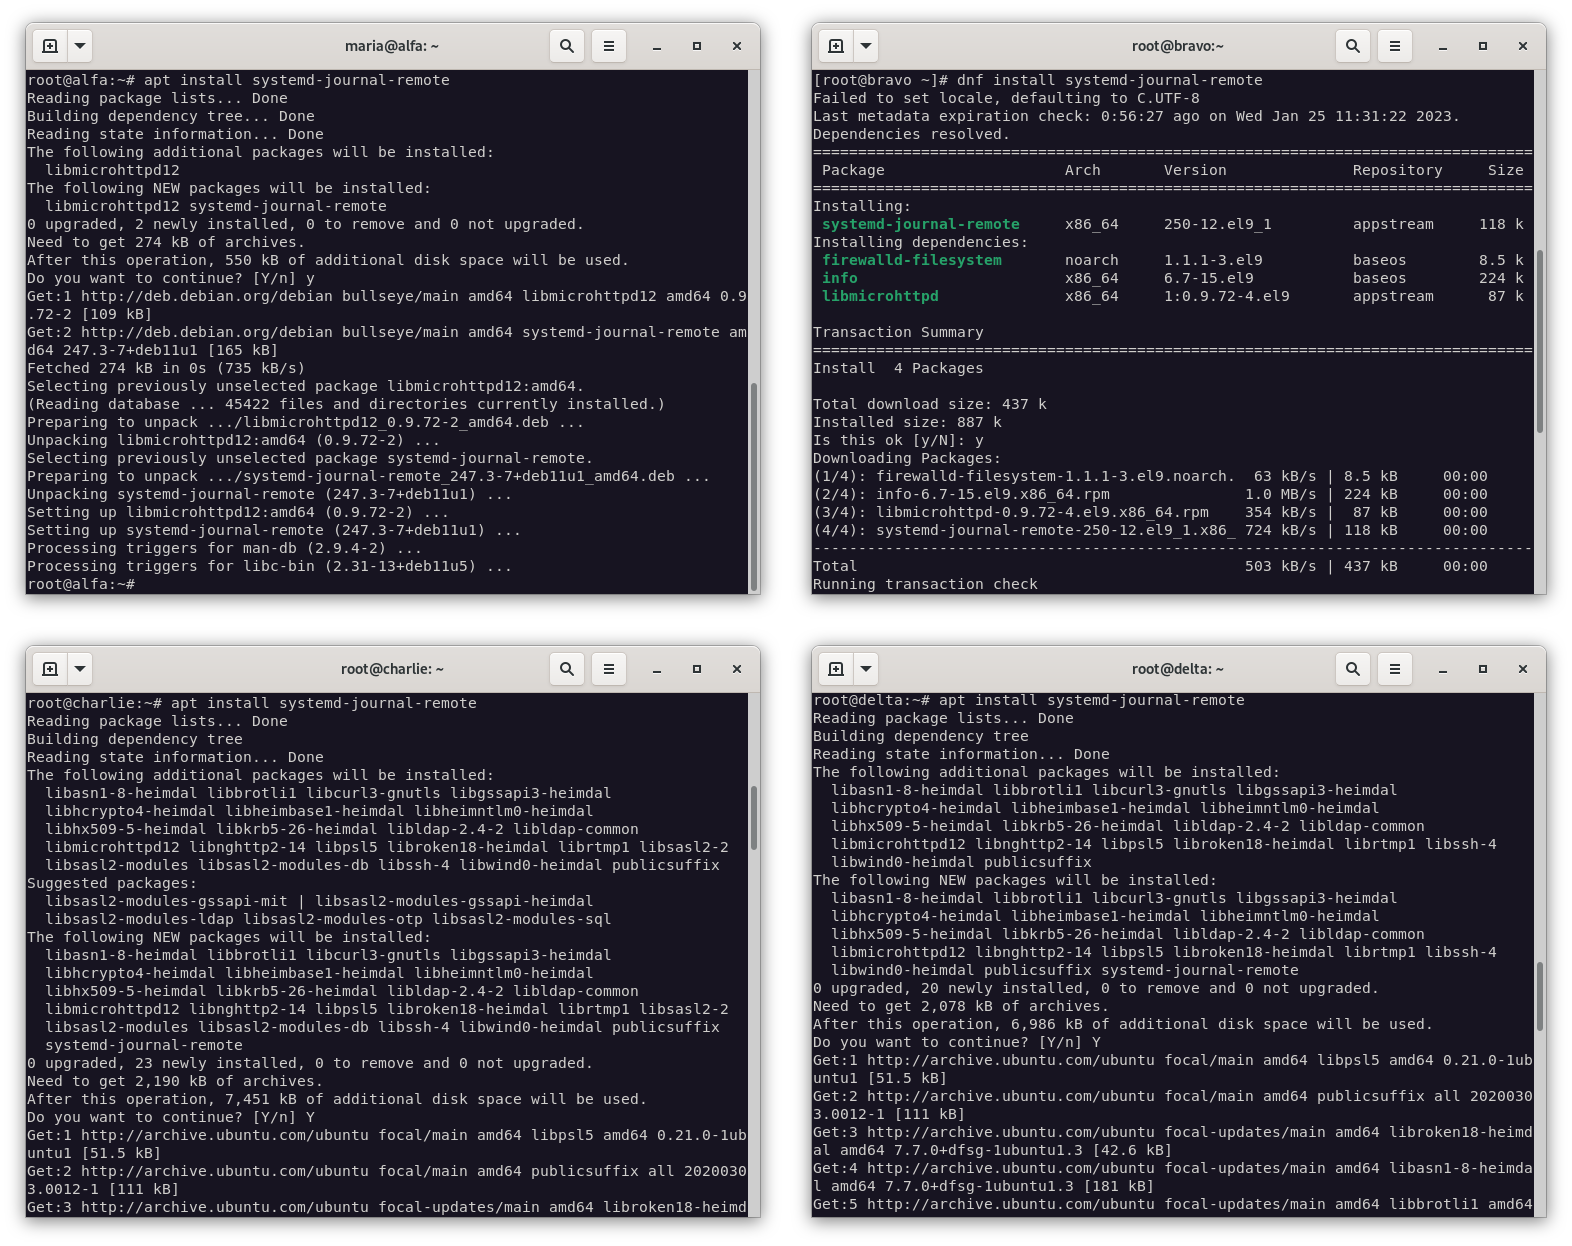 maria@alfa: ~
root@alfa:~# apt install systemd-journal-remote
Reading package lists... Done
Building dependency tree... Done
Reading state information... Done
The following additional packages will be installed:
  libmicrohttpd12
The following NEW packages will be installed:
  libmicrohttpd12 systemd-journal-remote
0 upgraded, 2 newly installed, 0 to remove and 0 not upgraded.
Need to get 274 kB of archives.
After this operation, 550 kB of additional disk space will be used.
Do you want to continue? [Y/n] y
Get:1 http://deb.debian.org/debian bullseye/main amd64 libmicrohttpd12 amd64 0.9
.72-2 [109 kB]
Get:2 http://deb.debian.org/debian bullseye/main amd64 systemd-journal-remote am
d64 247.3-7+deb11u1 [165 kB]
Fetched 274 kB in 0s (735 kB/s)
Selecting previously unselected package libmicrohttpd12:amd64.
(Reading database ... 45422 files and directories currently installed.)
Preparing to unpack .../libmicrohttpd12_0.9.72-2_amd64.deb ...
Unpacking libmicrohttpd12:amd64 (0.9.72-2) ...
Selecting previously unselected package systemd-journal-remote.
Preparing to unpack .../systemd-journal-remote_247.3-7+deb11u1_amd64.deb ...
Unpacking systemd-journal-remote (247.3-7+deb11u1) ...
Setting up libmicrohttpd12:amd64 (0.9.72-2) ...
Setting up systemd-journal-remote (247.3-7+deb11u1) ...
Processing triggers for man-db (2.9.4-2) ...
Processing triggers for libc-bin (2.31-13+deb11u5) ...
root@alfa:~#
root@bravo:~
[root@bravo ~]# dnf install systemd-journal-remote
Failed to set locale, defaulting to C.UTF-8
Last metadata expiration check: 0:56:27 ago on Wed Jan 25 11:31:22 2023.
Dependencies resolved.
================================================================================
 Package                    Arch       Version              Repository     Size
================================================================================
Installing:
 systemd-journal-remote     x86_64     250-12.el9_1         appstream     118 k
Installing dependencies:
 firewalld-filesystem       noarch     1.1.1-3.el9          baseos        8.5 k
 info                       x86_64     6.7-15.el9           baseos        224 k
 libmicrohttpd              x86_64     1:0.9.72-4.el9       appstream      87 k
Transaction Summary
================================================================================
Install  4 Packages
Total download size: 437 k
Installed size: 887 k
Is this ok [y/N]: y
Downloading Packages:
(1/4): firewalld-filesystem-1.1.1-3.el9.noarch.  63 kB/s | 8.5 kB     00:00
(2/4): info-6.7-15.el9.x86_64.rpm               1.0 MB/s | 224 kB     00:00
(3/4): libmicrohttpd-0.9.72-4.el9.x86_64.rpm    354 kB/s |  87 kB     00:00
(4/4): systemd-journal-remote-250-12.el9_1.x86_ 724 kB/s | 118 kB     00:00
--------------------------------------------------------------------------------
Total                                           503 kB/s | 437 kB     00:00
Running transaction check
root@charlie: ~
root@charlie:~# apt install systemd-journal-remote
Reading package lists... Done
Building dependency tree
Reading state information... Done
The following additional packages will be installed:
  libasn1-8-heimdal libbrotli1 libcurl3-gnutls libgssapi3-heimdal
  libhcrypto4-heimdal libheimbase1-heimdal libheimntlm0-heimdal
  libhx509-5-heimdal libkrb5-26-heimdal libldap-2.4-2 libldap-common
  libmicrohttpd12 libnghttp2-14 libpsl5 libroken18-heimdal librtmp1 libsasl2-2
  libsasl2-modules libsasl2-modules-db libssh-4 libwind0-heimdal publicsuffix
Suggested packages:
  libsasl2-modules-gssapi-mit | libsasl2-modules-gssapi-heimdal
  libsasl2-modules-ldap libsasl2-modules-otp libsasl2-modules-sql
The following NEW packages will be installed:
  libasn1-8-heimdal libbrotli1 libcurl3-gnutls libgssapi3-heimdal
  libhcrypto4-heimdal libheimbase1-heimdal libheimntlm0-heimdal
  libhx509-5-heimdal libkrb5-26-heimdal libldap-2.4-2 libldap-common
  libmicrohttpd12 libnghttp2-14 libpsl5 libroken18-heimdal librtmp1 libsasl2-2
  libsasl2-modules libsasl2-modules-db libssh-4 libwind0-heimdal publicsuffix
  systemd-journal-remote
0 upgraded, 23 newly installed, 0 to remove and 0 not upgraded.
Need to get 2,190 kB of archives.
After this operation, 7,451 kB of additional disk space will be used.
Do you want to continue? [Y/n] Y
Get:1 http://archive.ubuntu.com/ubuntu focal/main amd64 libpsl5 amd64 0.21.0-1ub
untu1 [51.5 kB]
Get:2 http://archive.ubuntu.com/ubuntu focal/main amd64 publicsuffix all 2020030
3.0012-1 [111 kB]
Get:3 http://archive.ubuntu.com/ubuntu focal-updates/main amd64 libroken18-heimd
root@delta: ~
root@delta:~# apt install systemd-journal-remote
Reading package lists... Done
Building dependency tree
Reading state information... Done
The following additional packages will be installed:
  libasn1-8-heimdal libbrotli1 libcurl3-gnutls libgssapi3-heimdal
  libhcrypto4-heimdal libheimbase1-heimdal libheimntlm0-heimdal
  libhx509-5-heimdal libkrb5-26-heimdal libldap-2.4-2 libldap-common
  libmicrohttpd12 libnghttp2-14 libpsl5 libroken18-heimdal librtmp1 libssh-4
  libwind0-heimdal publicsuffix
The following NEW packages will be installed:
  libasn1-8-heimdal libbrotli1 libcurl3-gnutls libgssapi3-heimdal
  libhcrypto4-heimdal libheimbase1-heimdal libheimntlm0-heimdal
  libhx509-5-heimdal libkrb5-26-heimdal libldap-2.4-2 libldap-common
  libmicrohttpd12 libnghttp2-14 libpsl5 libroken18-heimdal librtmp1 libssh-4
  libwind0-heimdal publicsuffix systemd-journal-remote
0 upgraded, 20 newly installed, 0 to remove and 0 not upgraded.
Need to get 2,078 kB of archives.
After this operation, 6,986 kB of additional disk space will be used.
Do you want to continue? [Y/n] Y
Get:1 http://archive.ubuntu.com/ubuntu focal/main amd64 libpsl5 amd64 0.21.0-1ub
untu1 [51.5 kB]
Get:2 http://archive.ubuntu.com/ubuntu focal/main amd64 publicsuffix all 2020030
3.0012-1 [111 kB]
Get:3 http://archive.ubuntu.com/ubuntu focal-updates/main amd64 libroken18-heimd
al amd64 7.7.0+dfsg-1ubuntu1.3 [42.6 kB]
Get:4 http://archive.ubuntu.com/ubuntu focal-updates/main amd64 libasn1-8-heimda
l amd64 7.7.0+dfsg-1ubuntu1.3 [181 kB]
Get:5 http://archive.ubuntu.com/ubuntu focal-updates/main amd64 libbrotli1 amd64